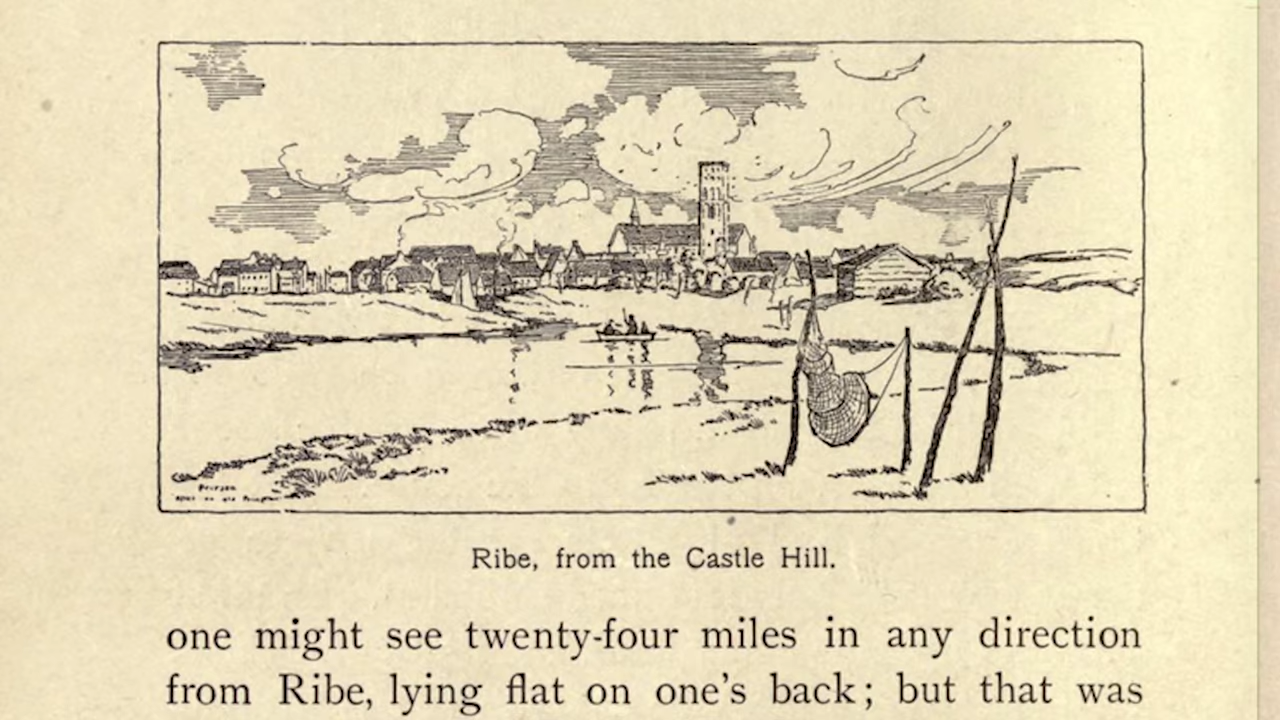 Ribe, from the Castle Hill.
one might see twenty-four miles in any direction
from Ribe, lying flat on one's back; but that was